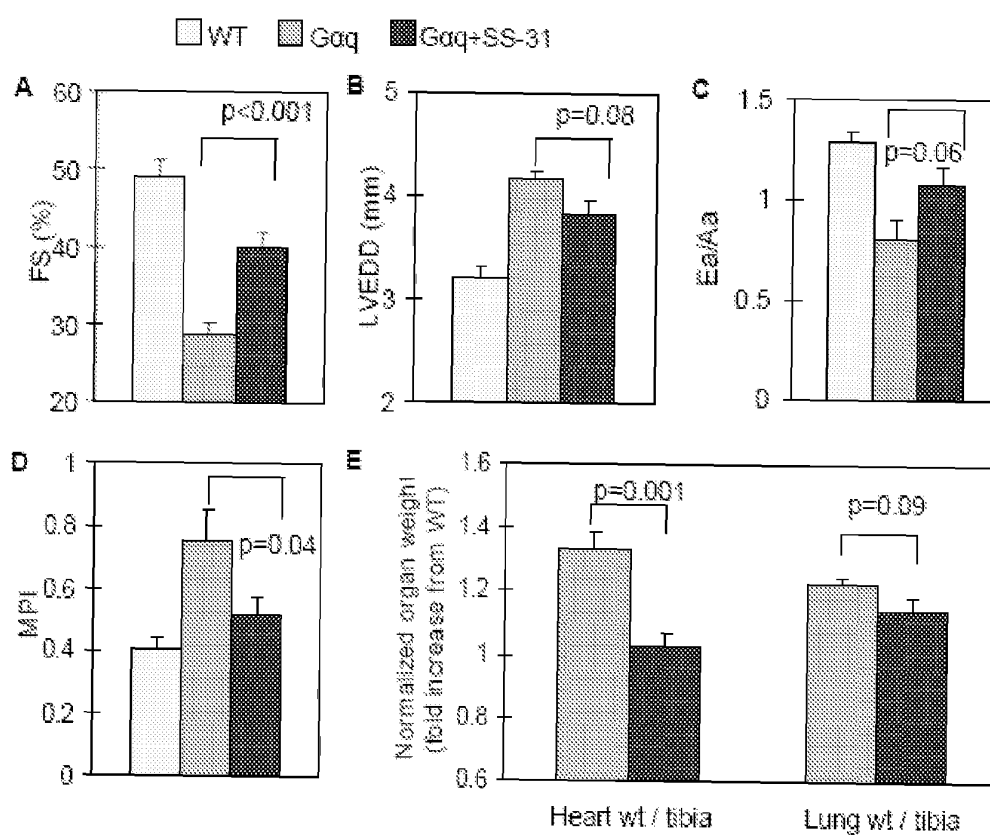 WT Gαq Gαq+SS-31
A
60
50
40
30
20
FS (%)
p<0.001
B
5
4
3
2
LVEDD (mm)
p=0.08
C
1.5
1
0.5
0
Ea/Aa
p=0.06
D
1
0.8
0.6
0.4
0.2
0
MPI
p=0.04
E
1.6
1.4
1.2
1
0.8
0.6
Normalized organ weight
(fold increase from WT)
p=0.001
p=0.09
Heart wt / tibia
Lung wt / tibia